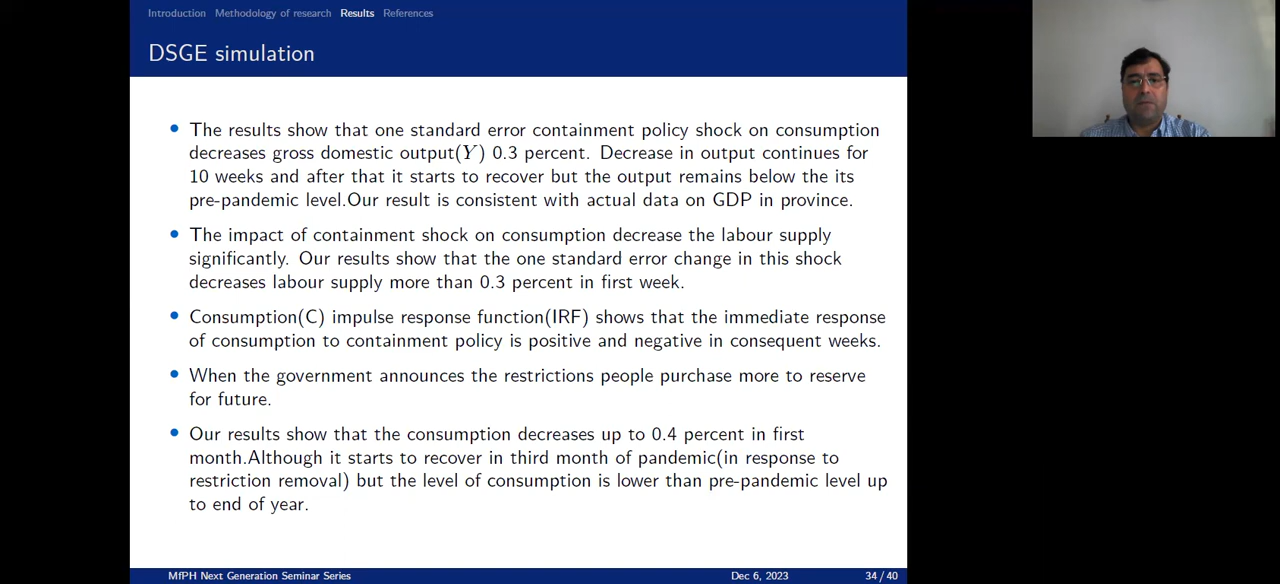 Introduction Methodology of research Results References
DSGE simulation
The results show that one standard error containment policy shock on consumption
decreases gross domestic output(Y) 0.3 percent. Decrease in output continues for
10 weeks and after that it starts to recover but the output remains below the its
pre-pandemic level.Our result is consistent with actual data on GDP in province.
The impact of containment shock on consumption decrease the labour supply
significantly. Our results show that the one standard error change in this shock
decreases labour supply more than 0.3 percent in first week.
Consumption(C) impulse response function(IRF) shows that the immediate response
of consumption to containment policy is positive and negative in consequent weeks.
When the government announces the restrictions people purchase more to reserve
for future.
Our results show that the consumption decreases up to 0.4 percent in first
month.Although it starts to recover in third month of pandemic(in response to
restriction removal) but the level of consumption is lower than pre-pandemic level up
to end of year.
MfPH Next Generation Seminar Series Dec 6, 2023 34/40